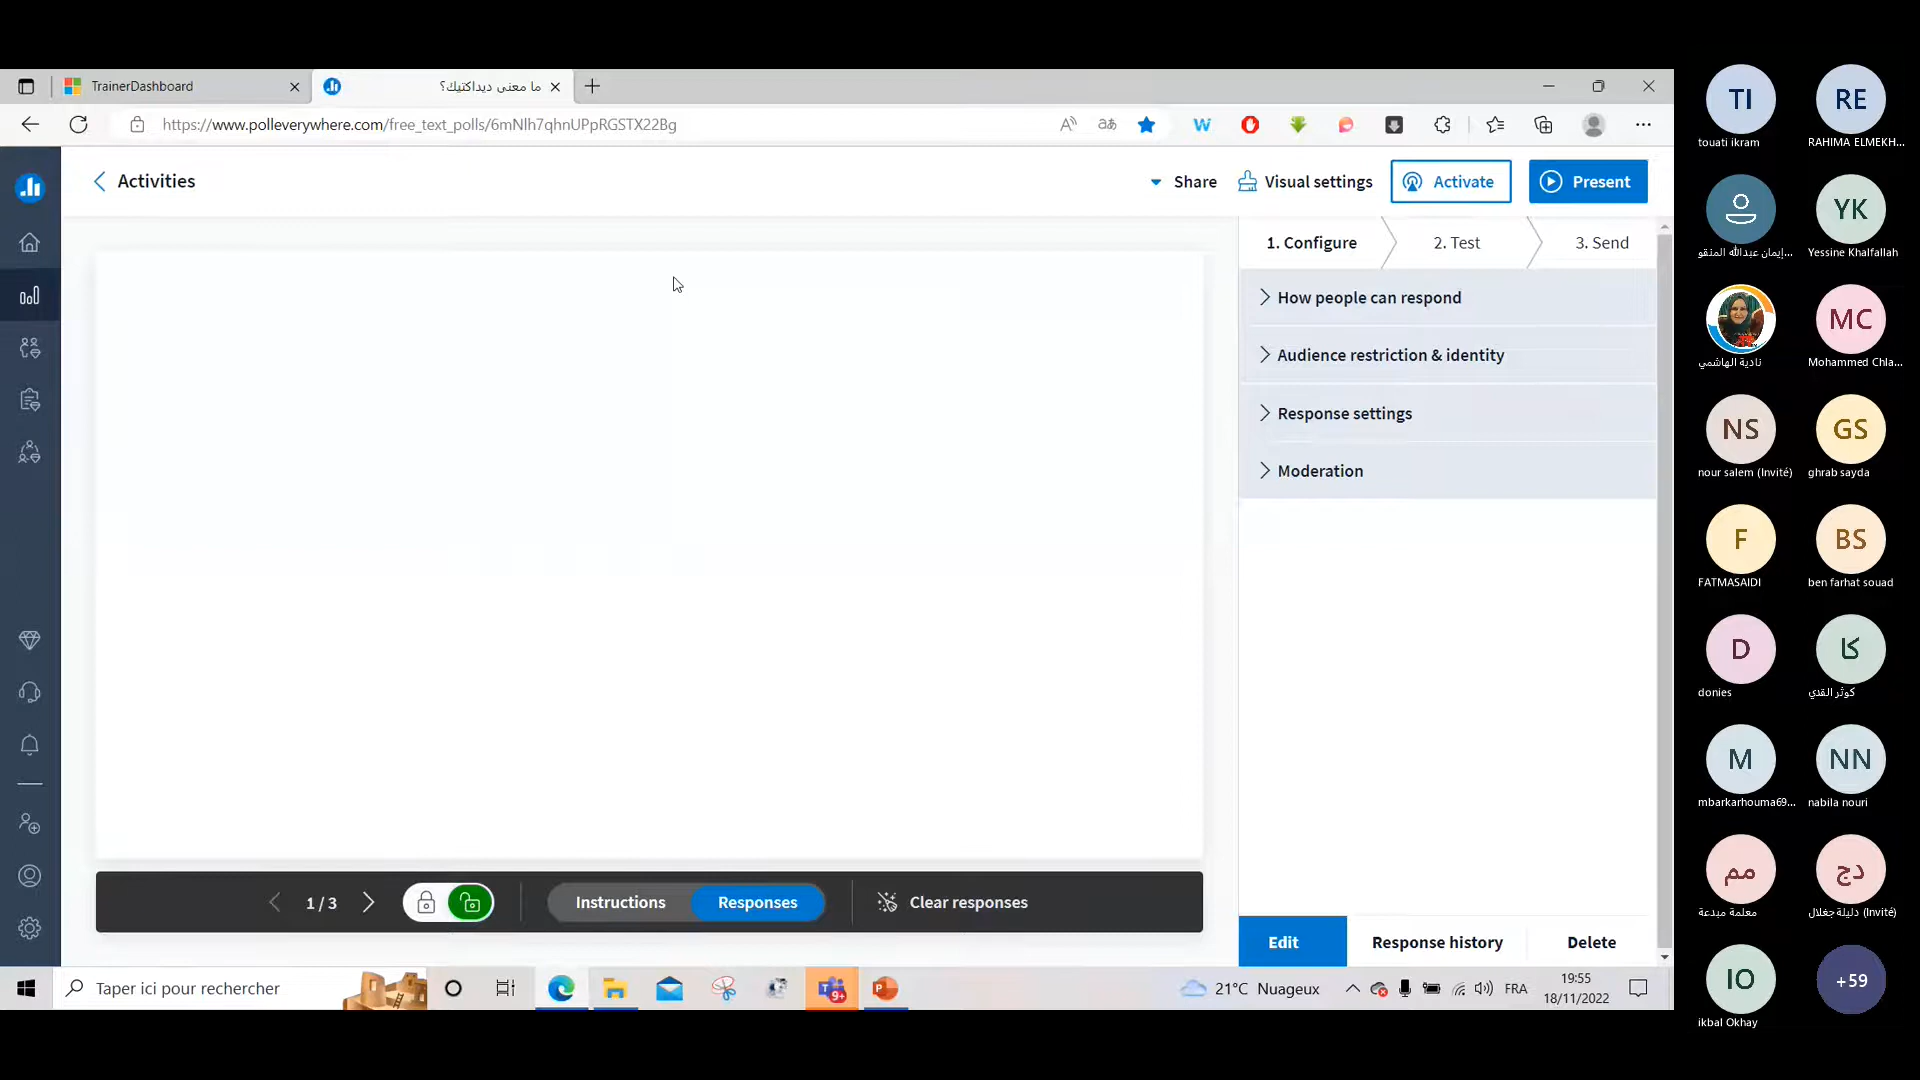 TrainerDashboard
ما معنى ديداكتيك؟
https://www.polleverywhere.com/free_text_polls/6mNlh7qhnUPpRGSTX22Bg
Activities
Share
Visual settings
Activate
Present
1. Configure
2. Test
3. Send
How people can respond
Audience restriction & identity
Response settings
Moderation
1 / 3
Instructions
Responses
Clear responses
Edit
Response history
Delete
Taper ici pour rechercher
9+
21°C Nuageux
FRA
19:55
18/11/2022
TI
RE
touati ikram
RAHIMA ELMEKH...
YK
إيمان عبدالله المنقو...
Yessine Khalfallah
MC
نادية الهاشمي
Mohammed Chla...
NS
GS
nour salem (Invité)
ghrab sayda
F
BS
FATMASAIDI
ben farhat souad
D
كا
donies
كوثر القدي
M
NN
mbarkarhouma69...
nabila nouri
مم
دج
معلمة مبدعة
دليلة جغلال (Invité)
IO
+59
ikbal Okhay